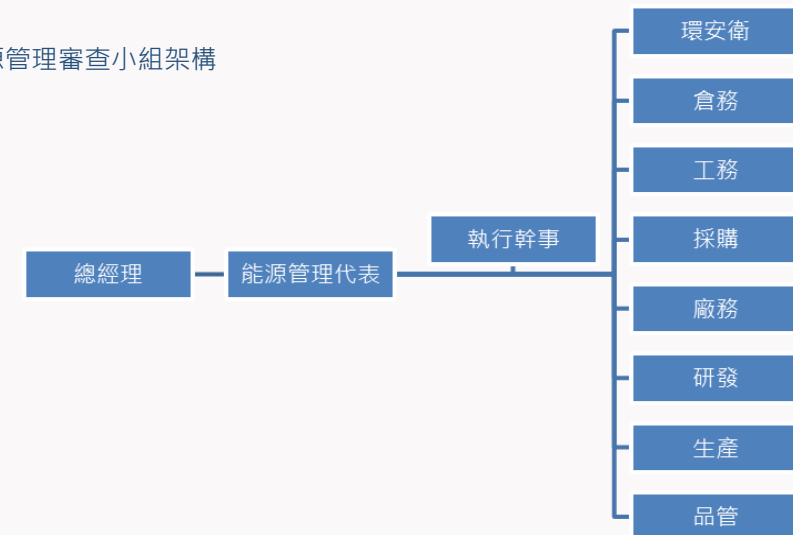 源管理審查小組架構
環安衛
倉務
工務
執行幹事
採購
總經理
能源管理代表
廠務
研發
生產
品管